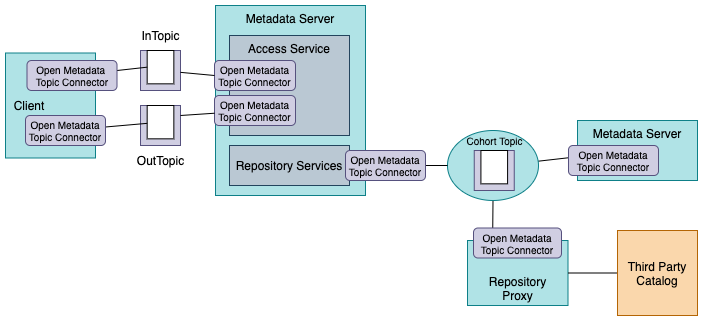 Metadata Server
InTopic
Access Service
Open Metadata
Topic Connector
Open Metadata
Topic Connector
Client
Open Metadata
Topic Connector
Open Metadata
Topic Connector
OutTopic
Repository Services
Open Metadata
Topic Connector
Cohort Topic
Metadata Server
Open Metadata
Topic Connector
Open Metadata
Topic Connector
Repository
Proxy
Third Party
Catalog